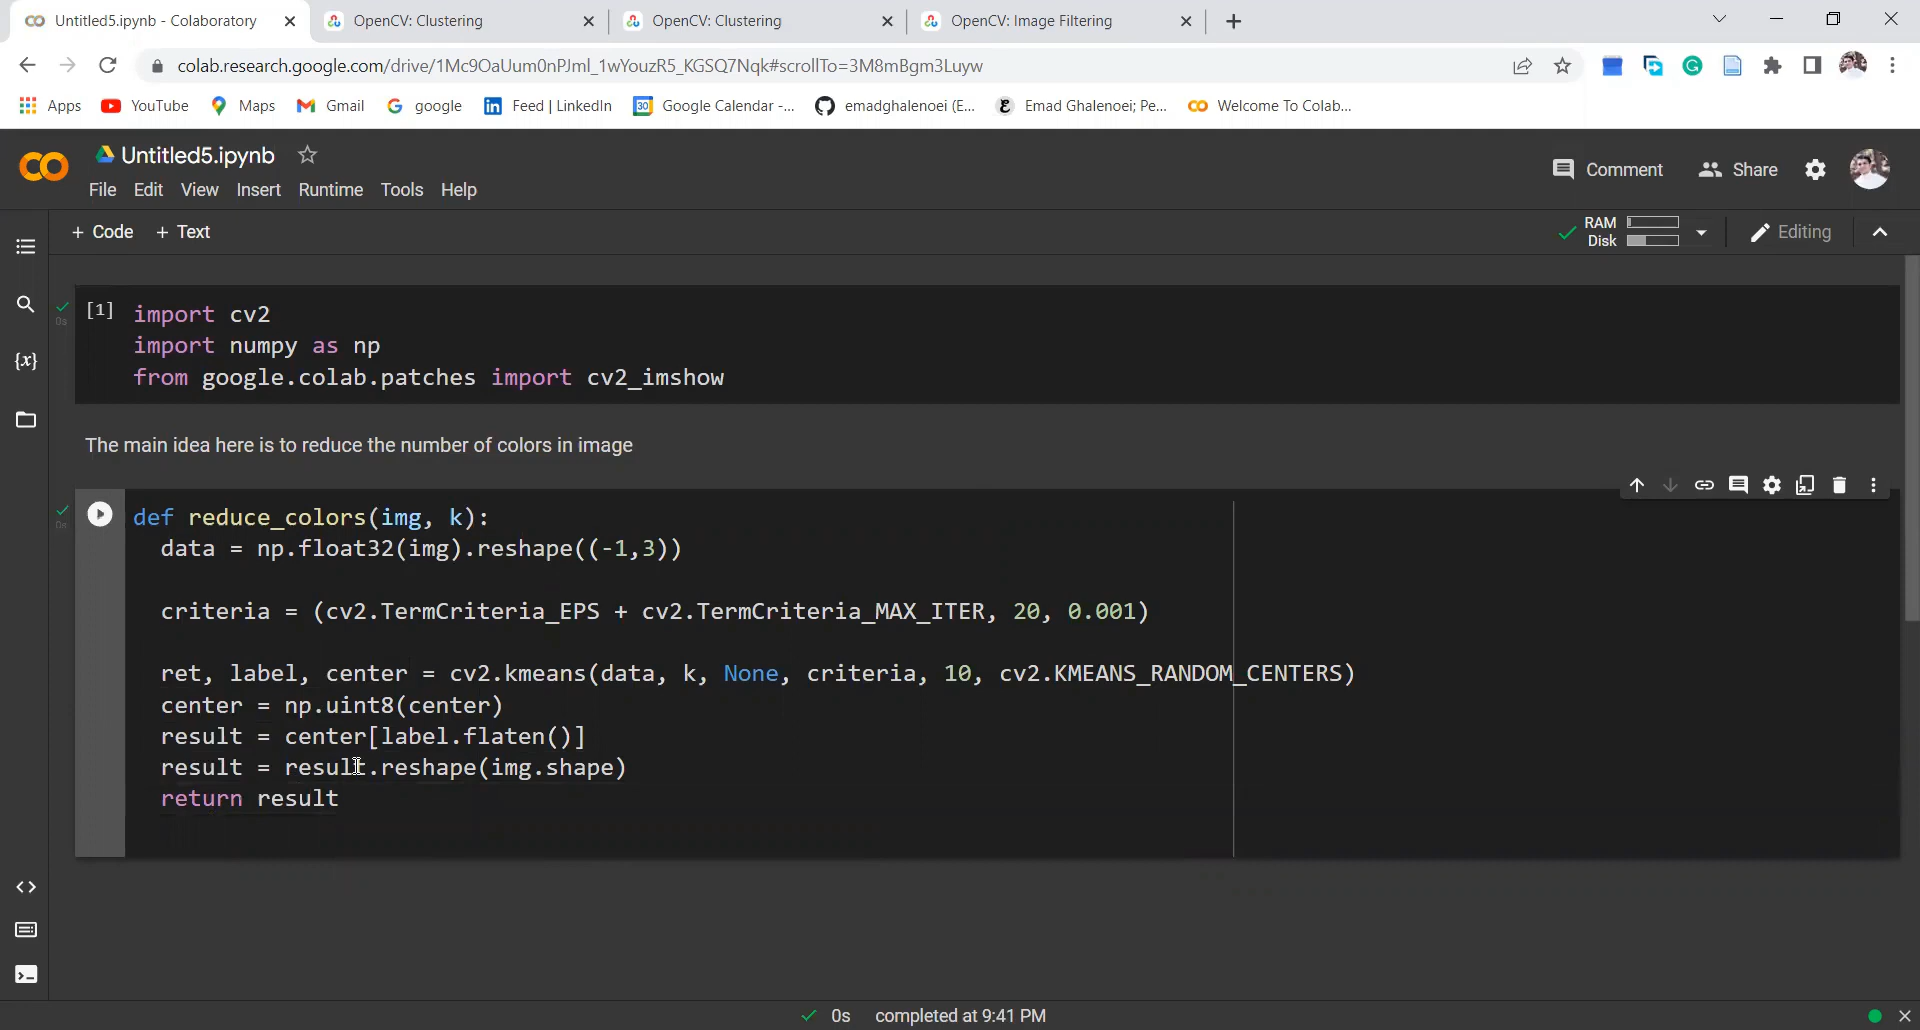 Untitled5.ipynb - Colaboratory
OpenCV: Clustering
OpenCV: Clustering
OpenCV: Image Filtering
colab.research.google.com/drive/1Mc9OaUum0nPJml_1wYouzR5_KGSQ7Nqk#scrollTo=3M8mBgm3Luyw
Apps YouTube Maps Gmail google Feed | LinkedIn Google Calendar -... emadghalenoei (E... Emad Ghalenoei; Pe... Welcome To Colab...
Untitled5.ipynb
File Edit View Insert Runtime Tools Help
Comment Share
+ Code + Text
RAM
Disk
Editing
[1] import cv2
import numpy as np
from google.colab.patches import cv2_imshow
The main idea here is to reduce the number of colors in image
def reduce_colors(img, k):
data = np.float32(img).reshape((-1,3))
criteria = (cv2.TermCriteria_EPS + cv2.TermCriteria_MAX_ITER, 20, 0.001)
ret, label, center = cv2.kmeans(data, k, None, criteria, 10, cv2.KMEANS_RANDOM_CENTERS)
center = np.uint8(center)
result = center[label.flaten()]
result = result.reshape(img.shape)
return result
0s completed at 9:41 PM